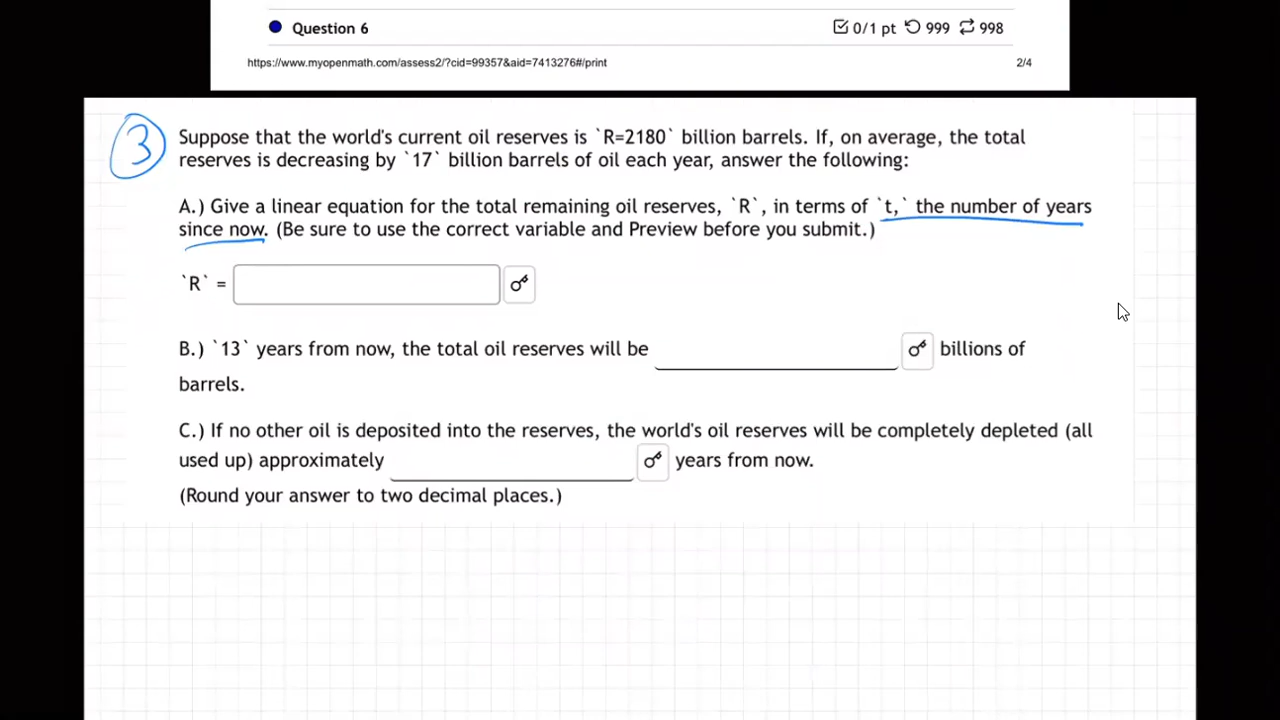 Question 6
0/1 pt 999 998
https://www.myopenmath.com/assess2/?cid=99357&aid=7413276#/print
2/4
3
Suppose that the world's current oil reserves is `R=2180` billion barrels. If, on average, the total
reserves is decreasing by `17` billion barrels of oil each year, answer the following:
A.) Give a linear equation for the total remaining oil reserves, `R`, in terms of `t,` the number of years
since now. (Be sure to use the correct variable and Preview before you submit.)
`R` =
B.) `13` years from now, the total oil reserves will be billions of
barrels.
C.) If no other oil is deposited into the reserves, the world's oil reserves will be completely depleted (all
used up) approximately years from now.
(Round your answer to two decimal places.)